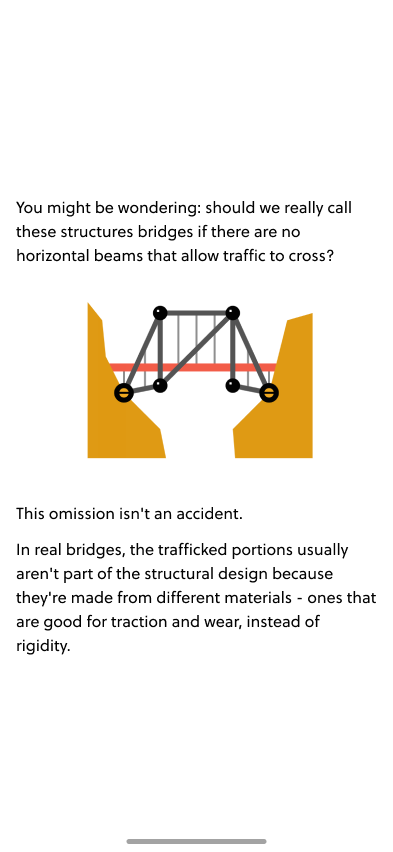 You might be wondering: should we really call
these structures bridges if there are no
horizontal beams that allow traffic to cross?
This omission isn't an accident.
In real bridges, the trafficked portions usually
aren't part of the structural design because
they're made from different materials - ones that
are good for traction and wear, instead of
rigidity.